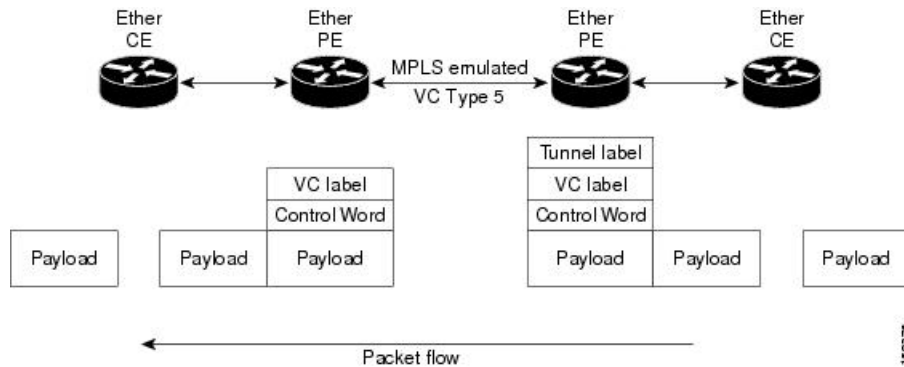 Ether CE
Ether PE
Ether PE
Ether CE
MPLS emulated
VC Type 5
Tunnel label
VC label
VC label
Control Word
Control Word
Payload
Payload
Payload
Payload
Payload
Payload
Packet flow